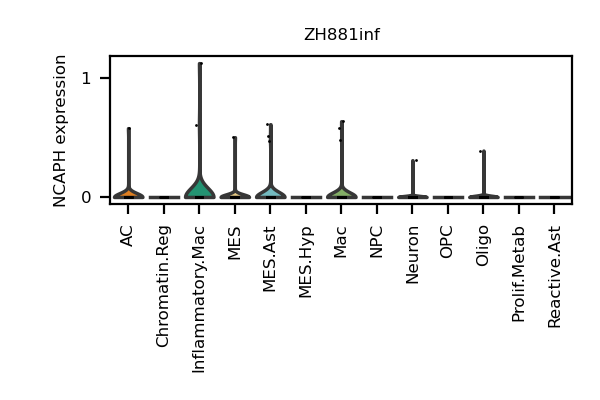 ZH881inf
NCAPH expression
1
0
AC
Chromatin.Reg
Inflammatory.Mac
MES
MES.Ast
MES.Hyp
Mac
NPC
Neuron
OPC
Oligo
Prolif.Metab
Reactive.Ast